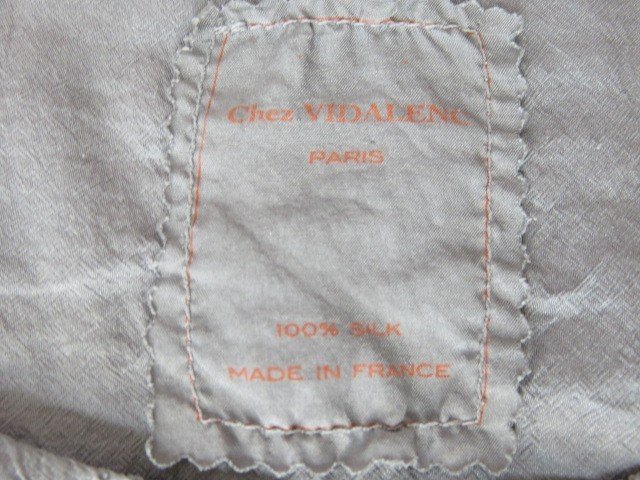 Chez VIDALENC
PARIS
100% SILK
MADE IN FRANCE